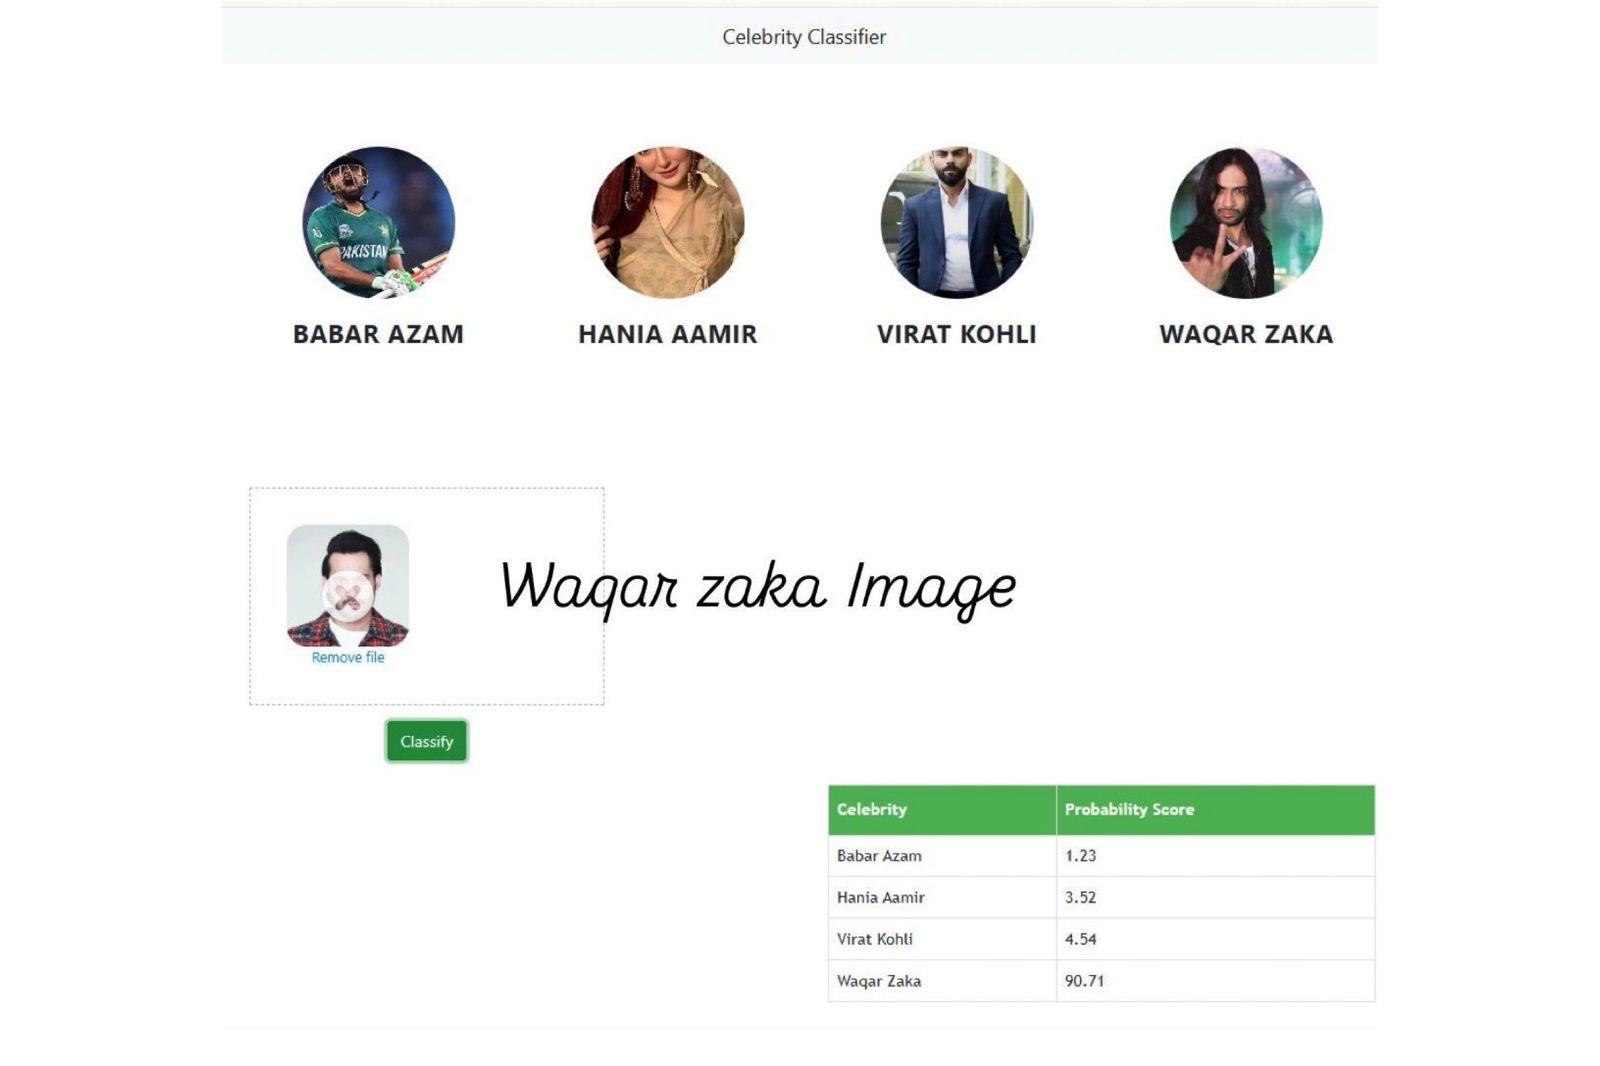 Celebrity Classifier
PAKISTAN
BABAR AZAM
HANIA AAMIR
VIRAT KOHLI
WAQAR ZAKA
Waqar zaka Image
Remove file
Classify
Celebrity Probability Score
Babar Azam 1.23
Hania Aamir 3.52
Virat Kohli 4.54
Waqar Zaka 90.71